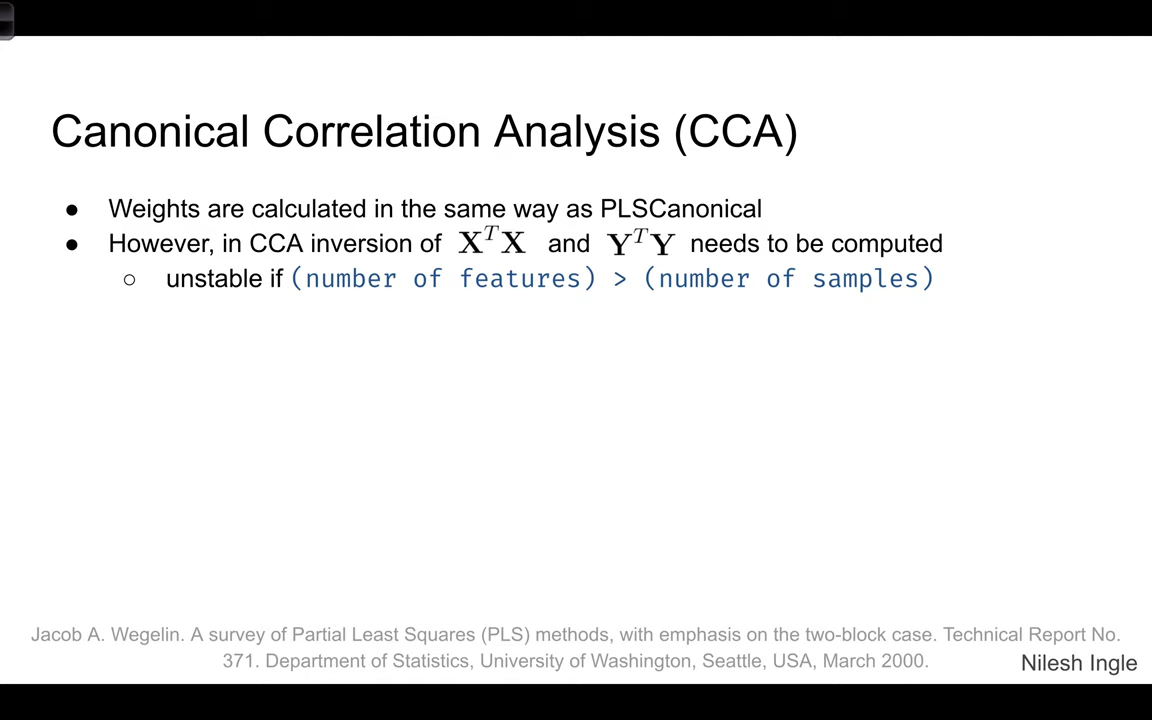 Canonical Correlation Analysis (CCA)
● Weights are calculated in the same way as PLSCanonical
● However, in CCA inversion of X^T X and Y^T Y needs to be computed
○ unstable if (number of features) > (number of samples)
Jacob A. Wegelin. A survey of Partial Least Squares (PLS) methods, with emphasis on the two-block case. Technical Report No.
371. Department of Statistics, University of Washington, Seattle, USA, March 2000.
Nilesh Ingle